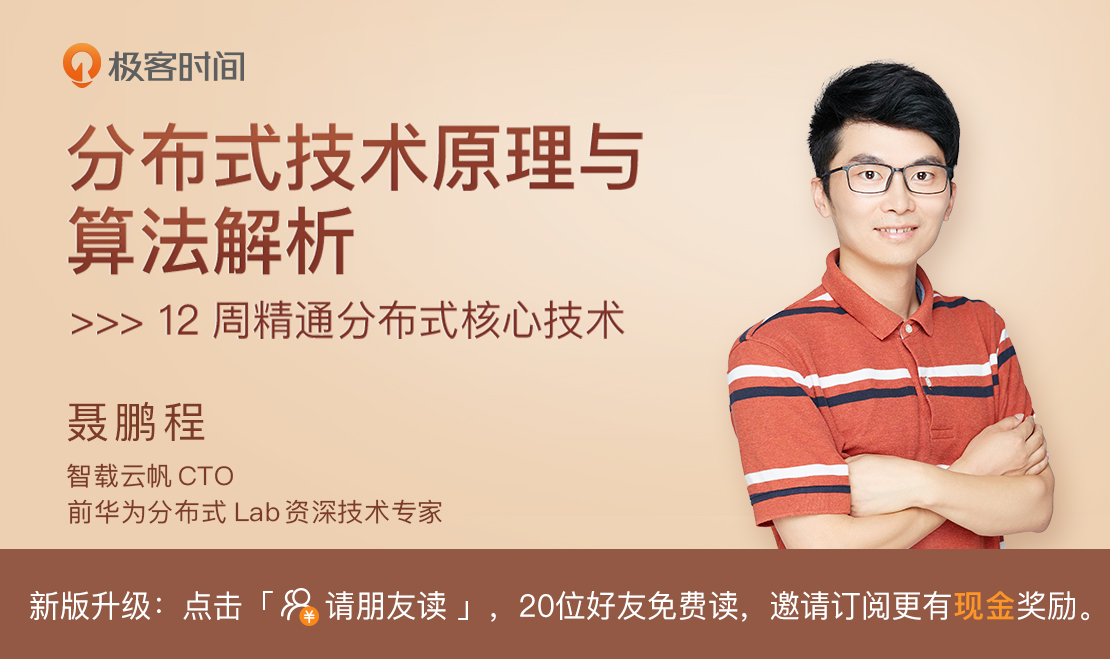 极客时间
分布式技术原理与
算法解析
>>> 12 周精通分布式核心技术
聂鹏程
智载云帆 CTO
前华为分布式 Lab 资深技术专家
新版升级：点击「 ¥ 请朋友读 」，20位好友免费读，邀请订阅更有现金奖励。